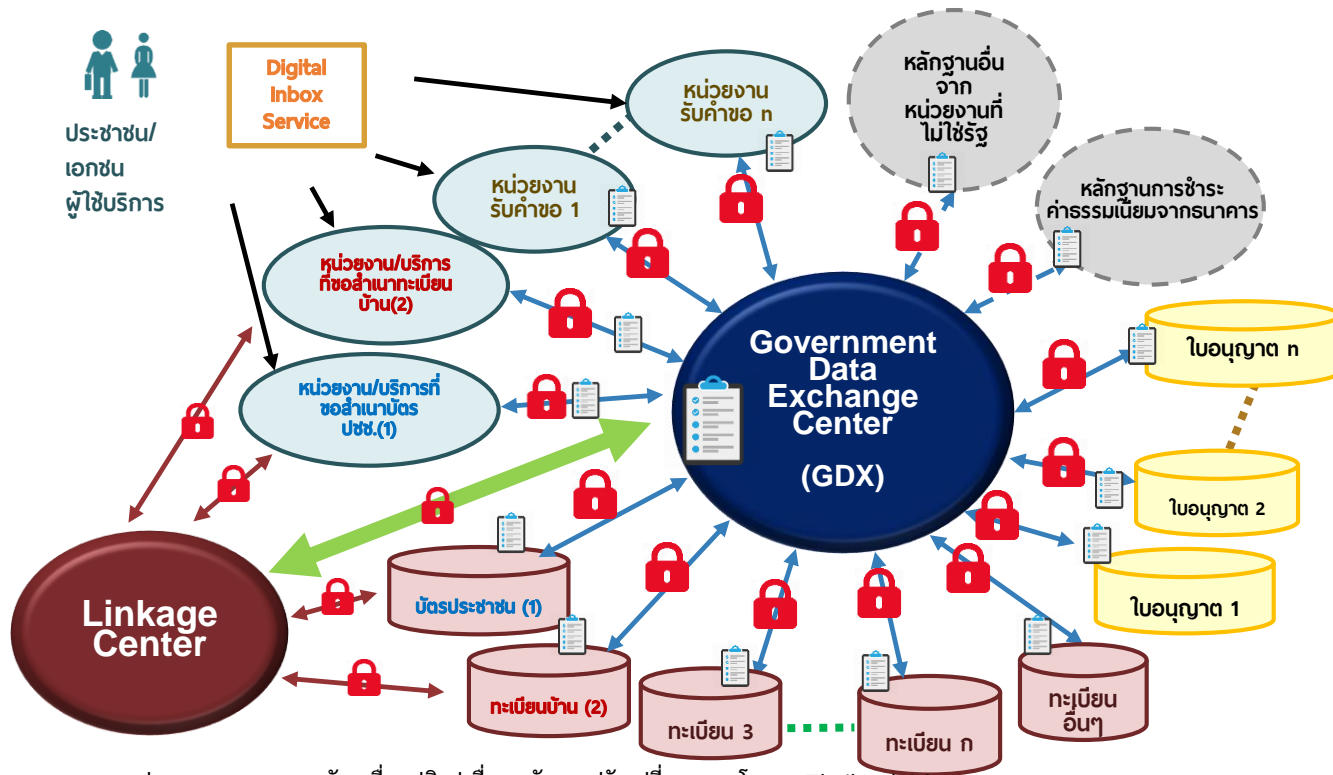 ประชาชน/
เอกชน
ผู้ใช้บริการ
Digital
Inbox
Service
หน่วยงาน
รับคำขอ n
หน่วยงาน
รับคำขอ 1
หน่วยงาน/บริการ
ที่ขอสำเนาทะเบียน
บ้าน(2)
หน่วยงาน/บริการที่
ขอสำเนาบัตร
ปชช.(1)
หลักฐานอื่น
จาก
หน่วยงานที่
ไม่ใช่รัฐ
หลักฐานการชำระ
ค่าธรรมเนียมจากธนาคาร
Government
Data
Exchange
Center
(GDX)
ใบอนุญาต n
ใบอนุญาต 2
ใบอนุญาต 1
Linkage
Center
บัตรประชาชน (1)
ทะเบียนบ้าน (2)
ทะเบียน 3
ทะเบียน ก
ทะเบียน
อื่นๆ